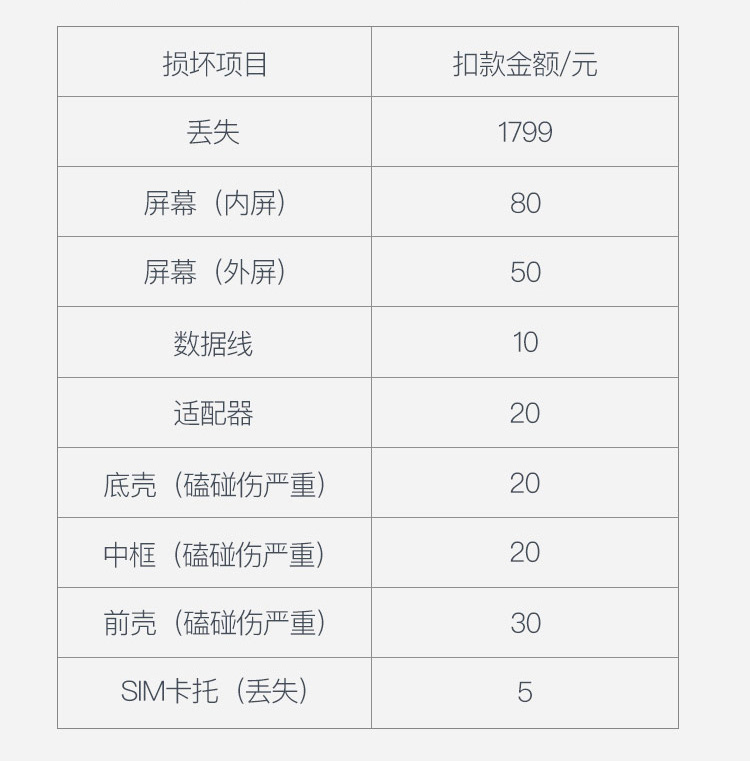 损坏项目 扣款金额/元
丢失 1799
屏幕（内屏） 80
屏幕（外屏） 50
数据线 10
适配器 20
底壳（磕碰伤严重） 20
中框（磕碰伤严重） 20
前壳（磕碰伤严重） 30
SIM卡托（丢失） 5